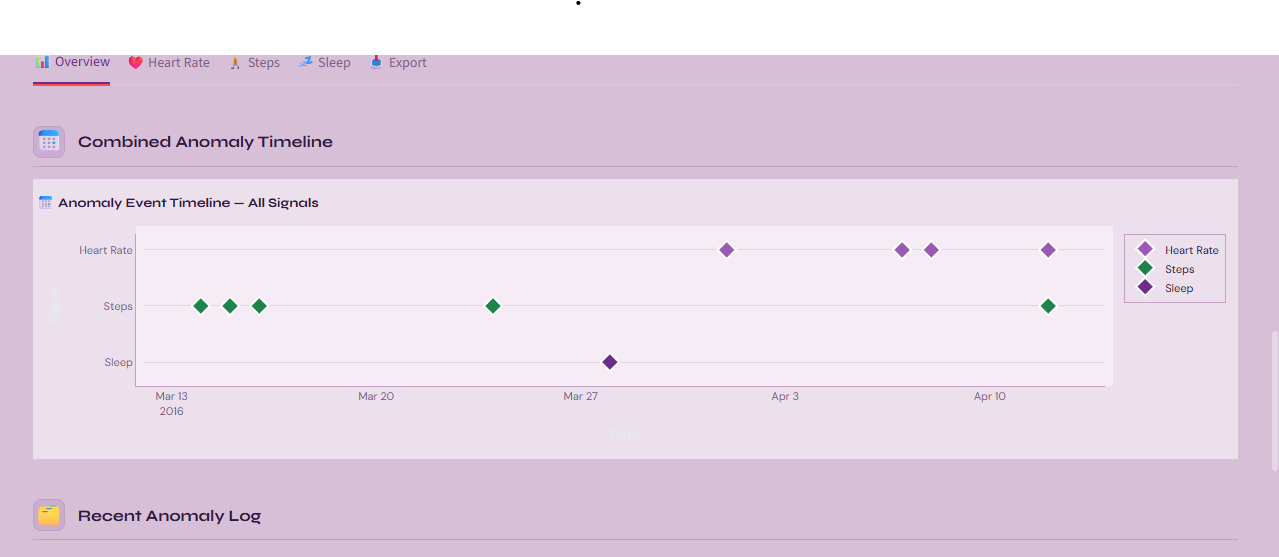 Overview Heart Rate Steps Sleep Export
Combined Anomaly Timeline
Anomaly Event Timeline — All Signals
Heart Rate
Steps
Sleep
Mar 13 Mar 20 Mar 27 Apr 3 Apr 10
2016
Heart Rate
Steps
Sleep
Recent Anomaly Log